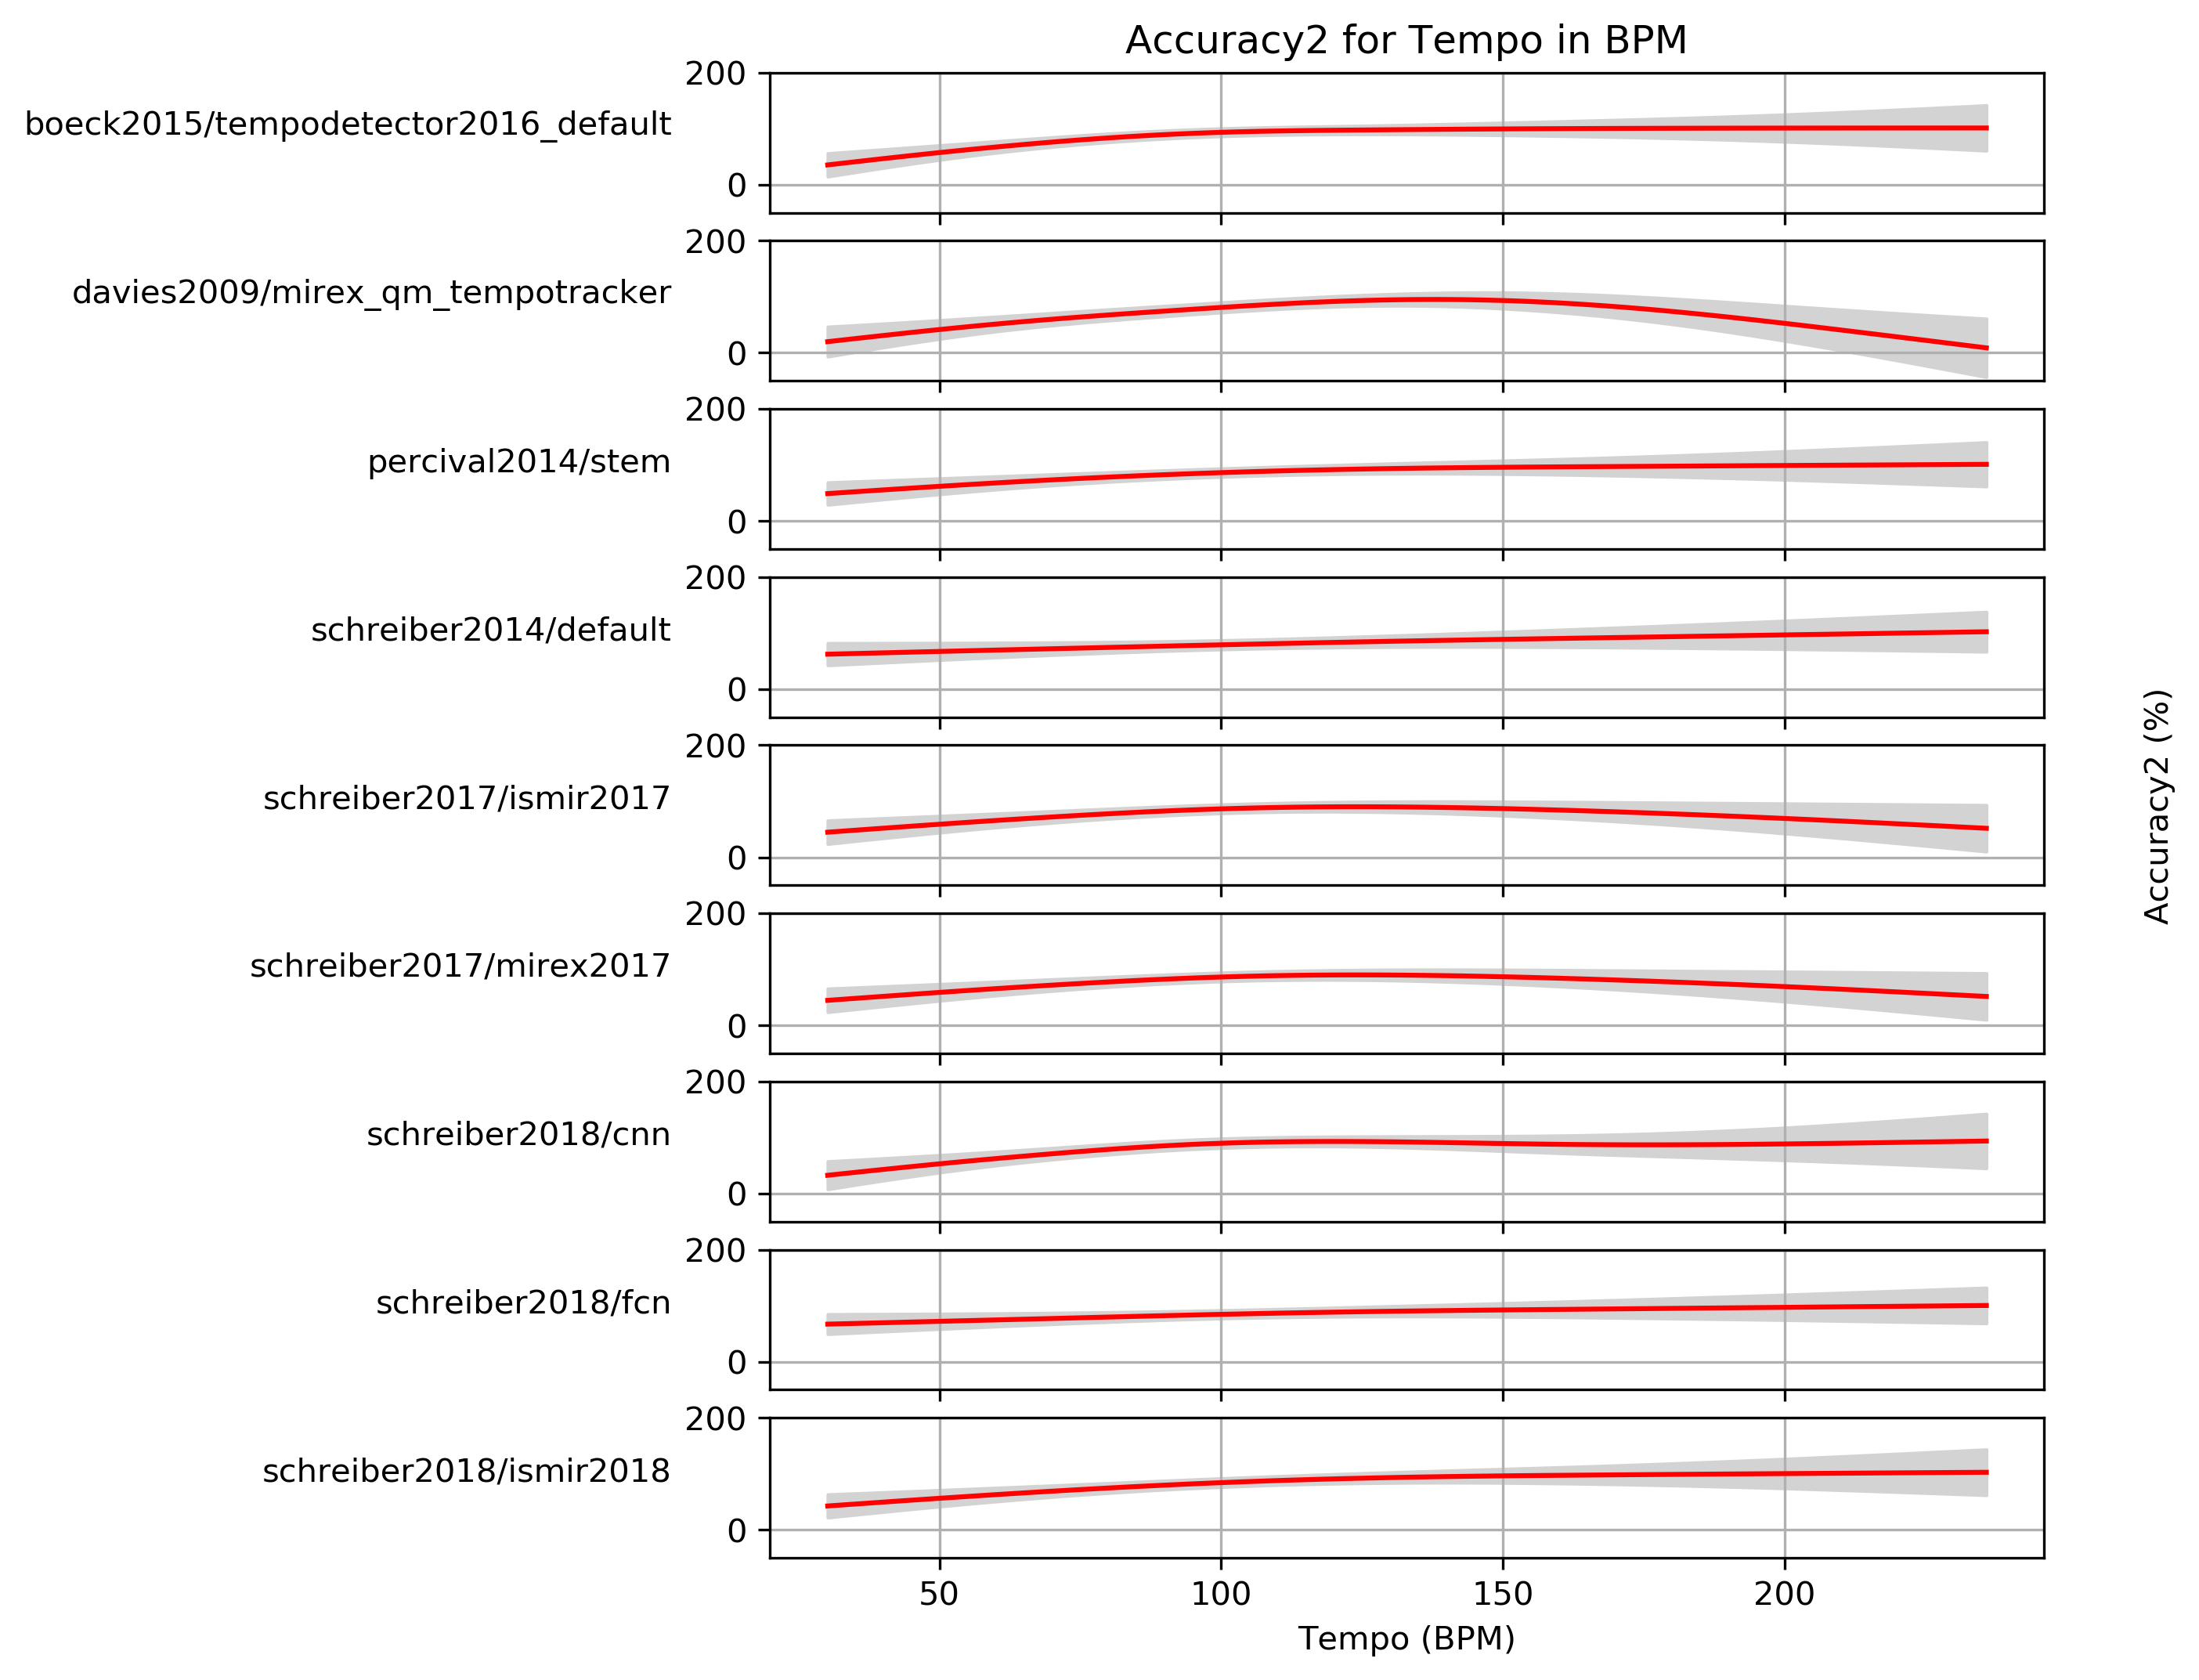 Accuracy2 for Tempo in BPM
boeck2015/tempodetector2016_default
200
0
davies2009/mirex_qm_tempotracker
200
0
percival2014/stem
200
0
schreiber2014/default
200
0
schreiber2017/ismir2017
200
0
schreiber2017/mirex2017
200
0
schreiber2018/cnn
200
0
schreiber2018/fcn
200
0
schreiber2018/ismir2018
200
0
50 100 150 200
Tempo (BPM)
Accuracy2 (%)